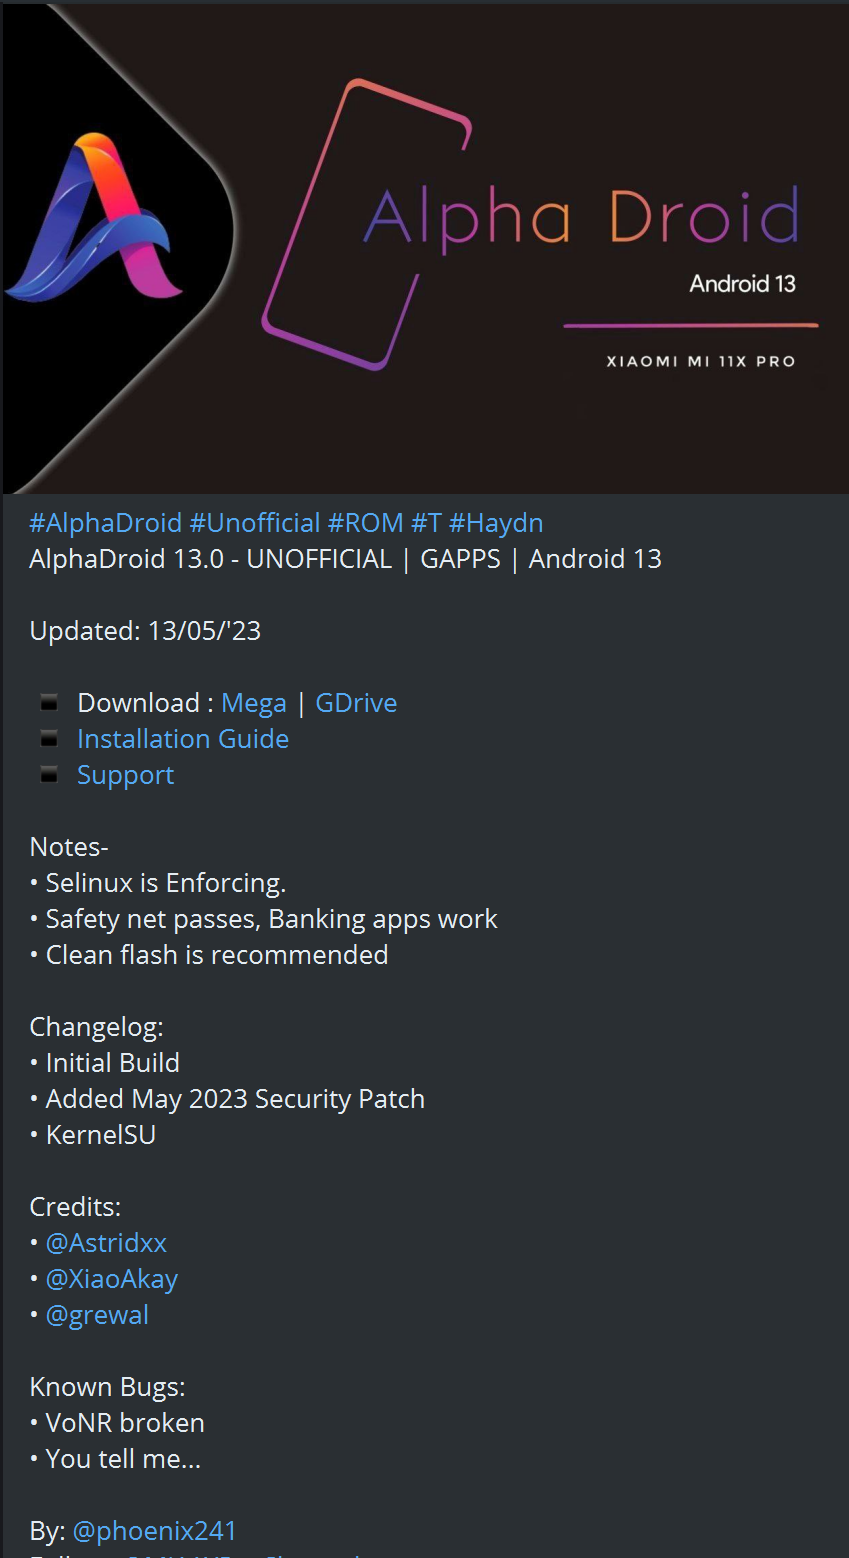 Alpha Droid
Android 13
XIAOMI MI 11X PRO
#AlphaDroid #Unofficial #ROM #T #Haydn
AlphaDroid 13.0 - UNOFFICIAL | GAPPS | Android 13
Updated: 13/05/'23
▪ Download : Mega | GDrive
▪ Installation Guide
▪ Support
Notes-
• Selinux is Enforcing.
• Safety net passes, Banking apps work
• Clean flash is recommended
Changelog:
• Initial Build
• Added May 2023 Security Patch
• KernelSU
Credits:
• @Astridxx
• @XiaoAkay
• @grewal
Known Bugs:
• VoNR broken
• You tell me...
By: @phoenix241